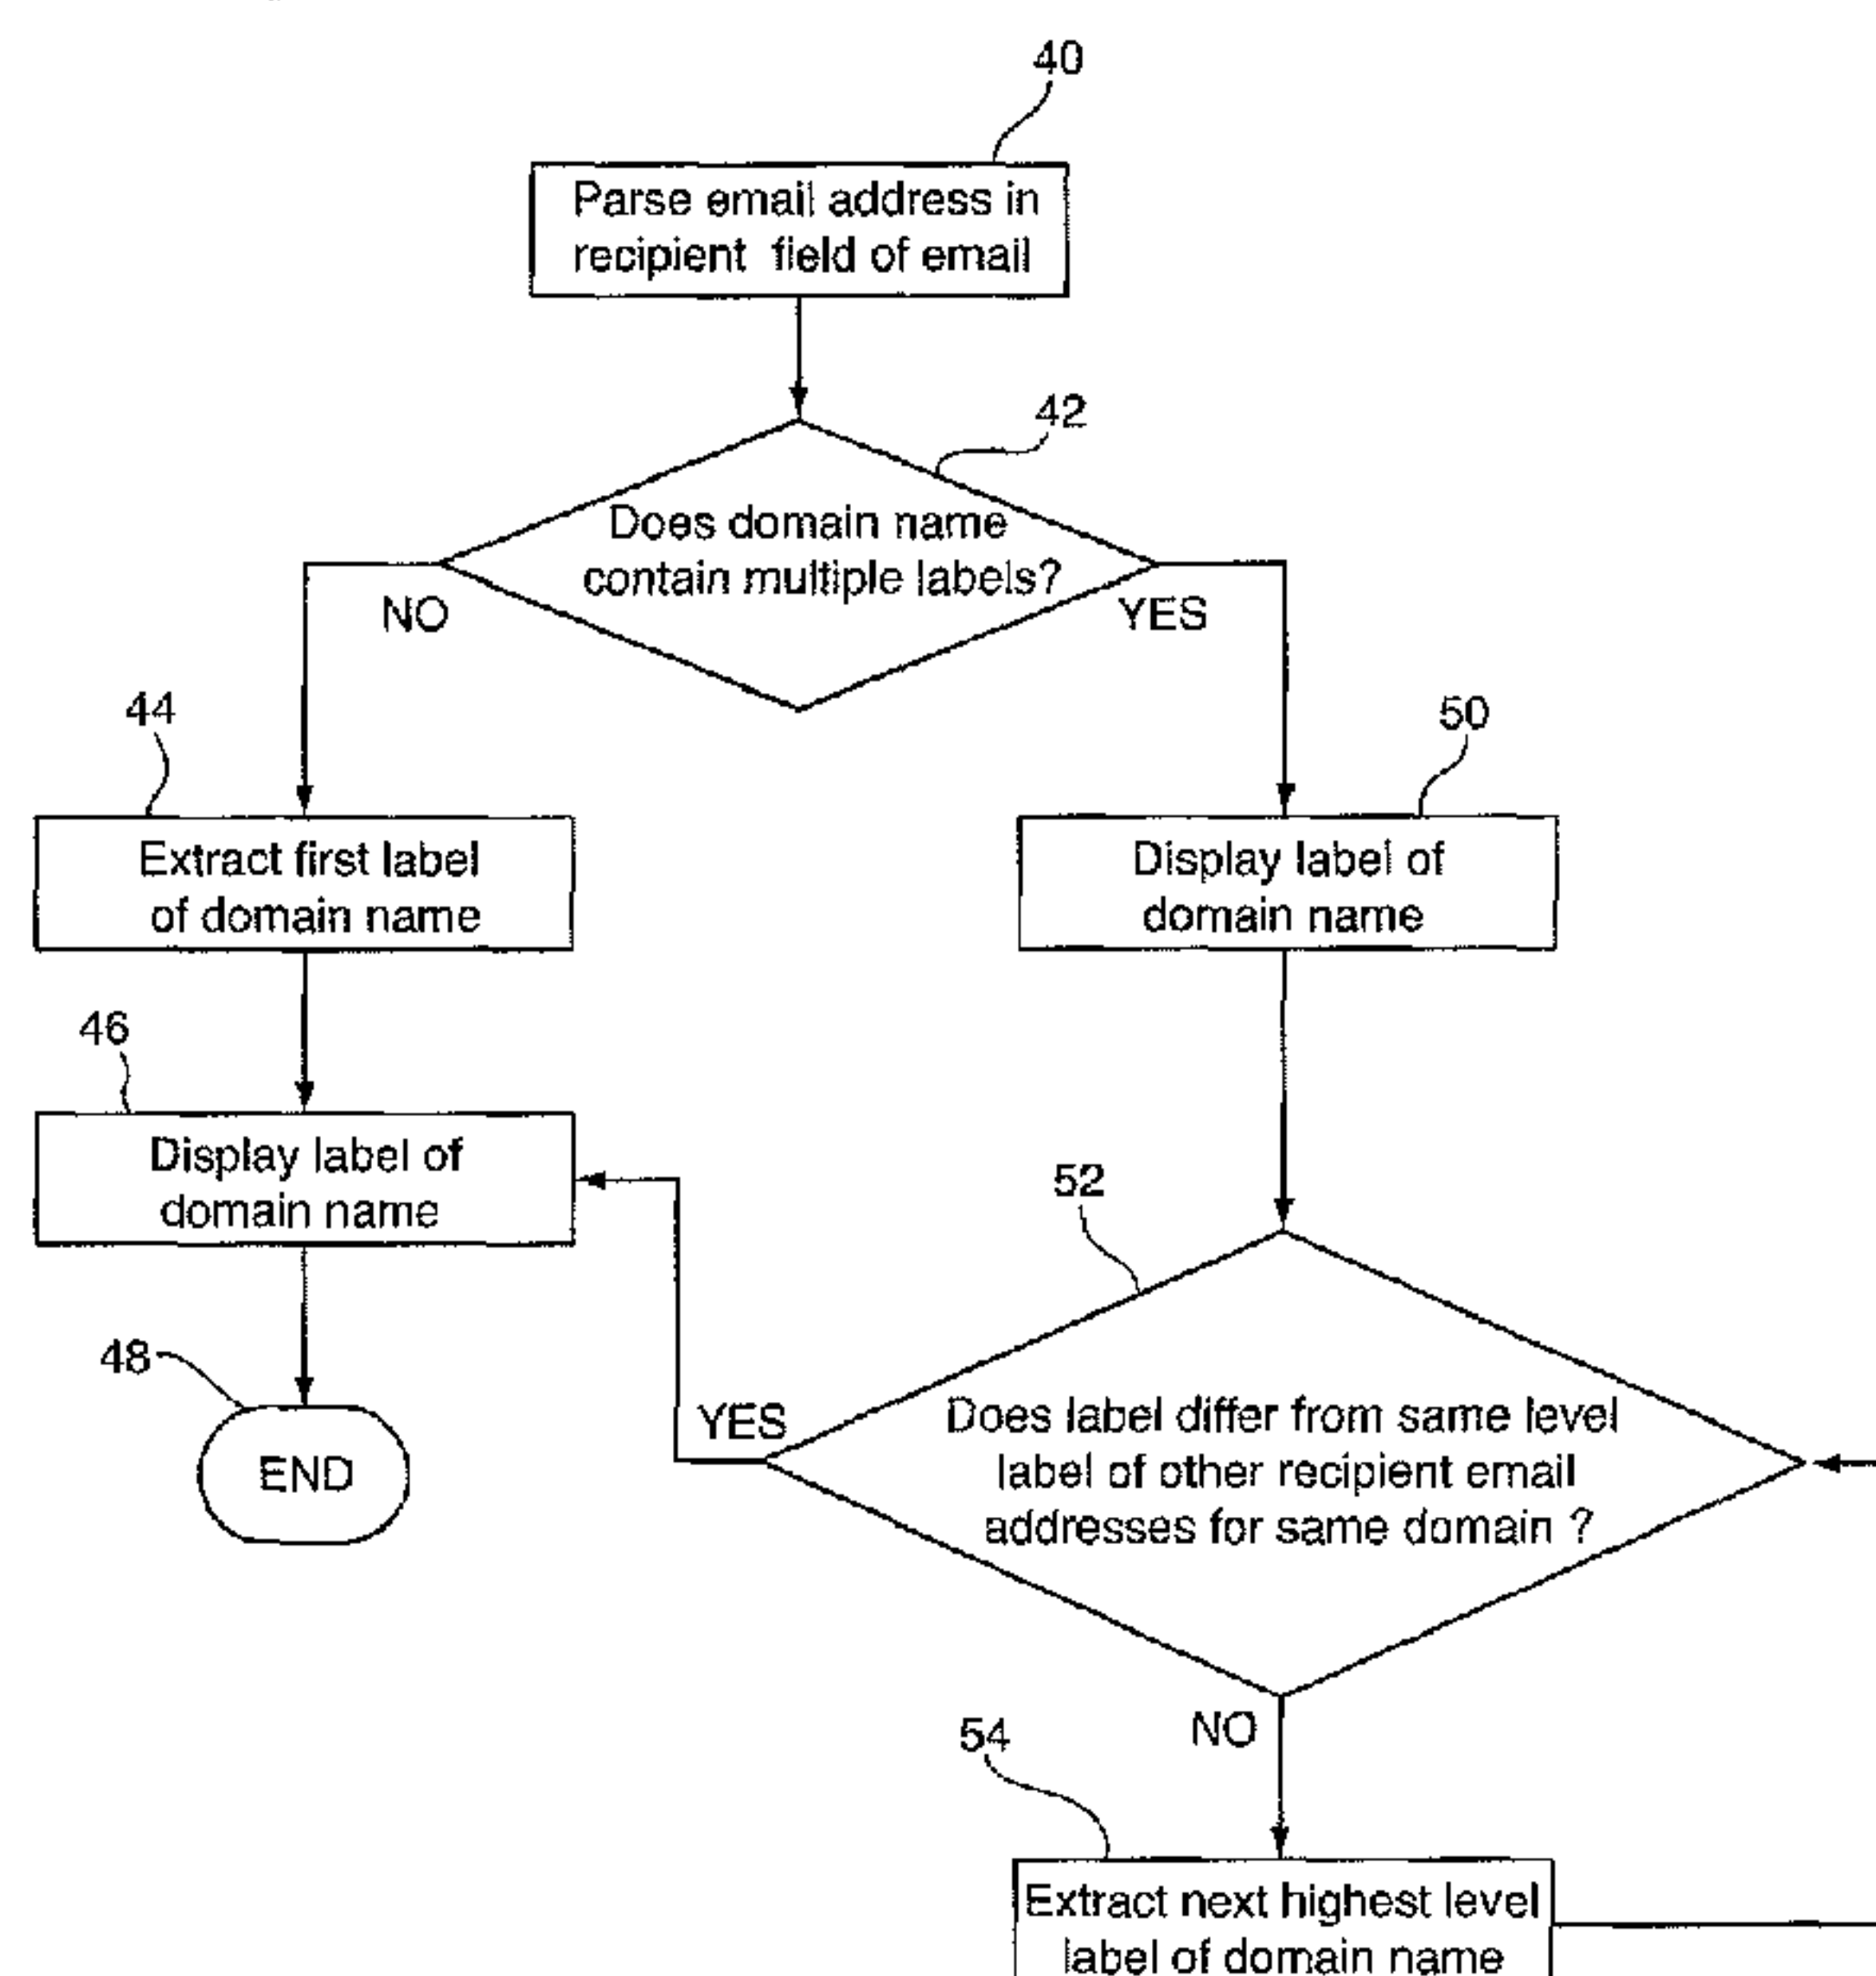 40
Parse email address in
recipient field of email
42
Does domain name
contain multiple labels?
NO
YES
44
50
Extract first label
of domain name
Display label of
domain name
46
Display label of
domain name
52
48
END
YES
Does label differ from same level
label of other recipient email
addresses for same domain ?
NO
54
Extract next highest level
label of domain name